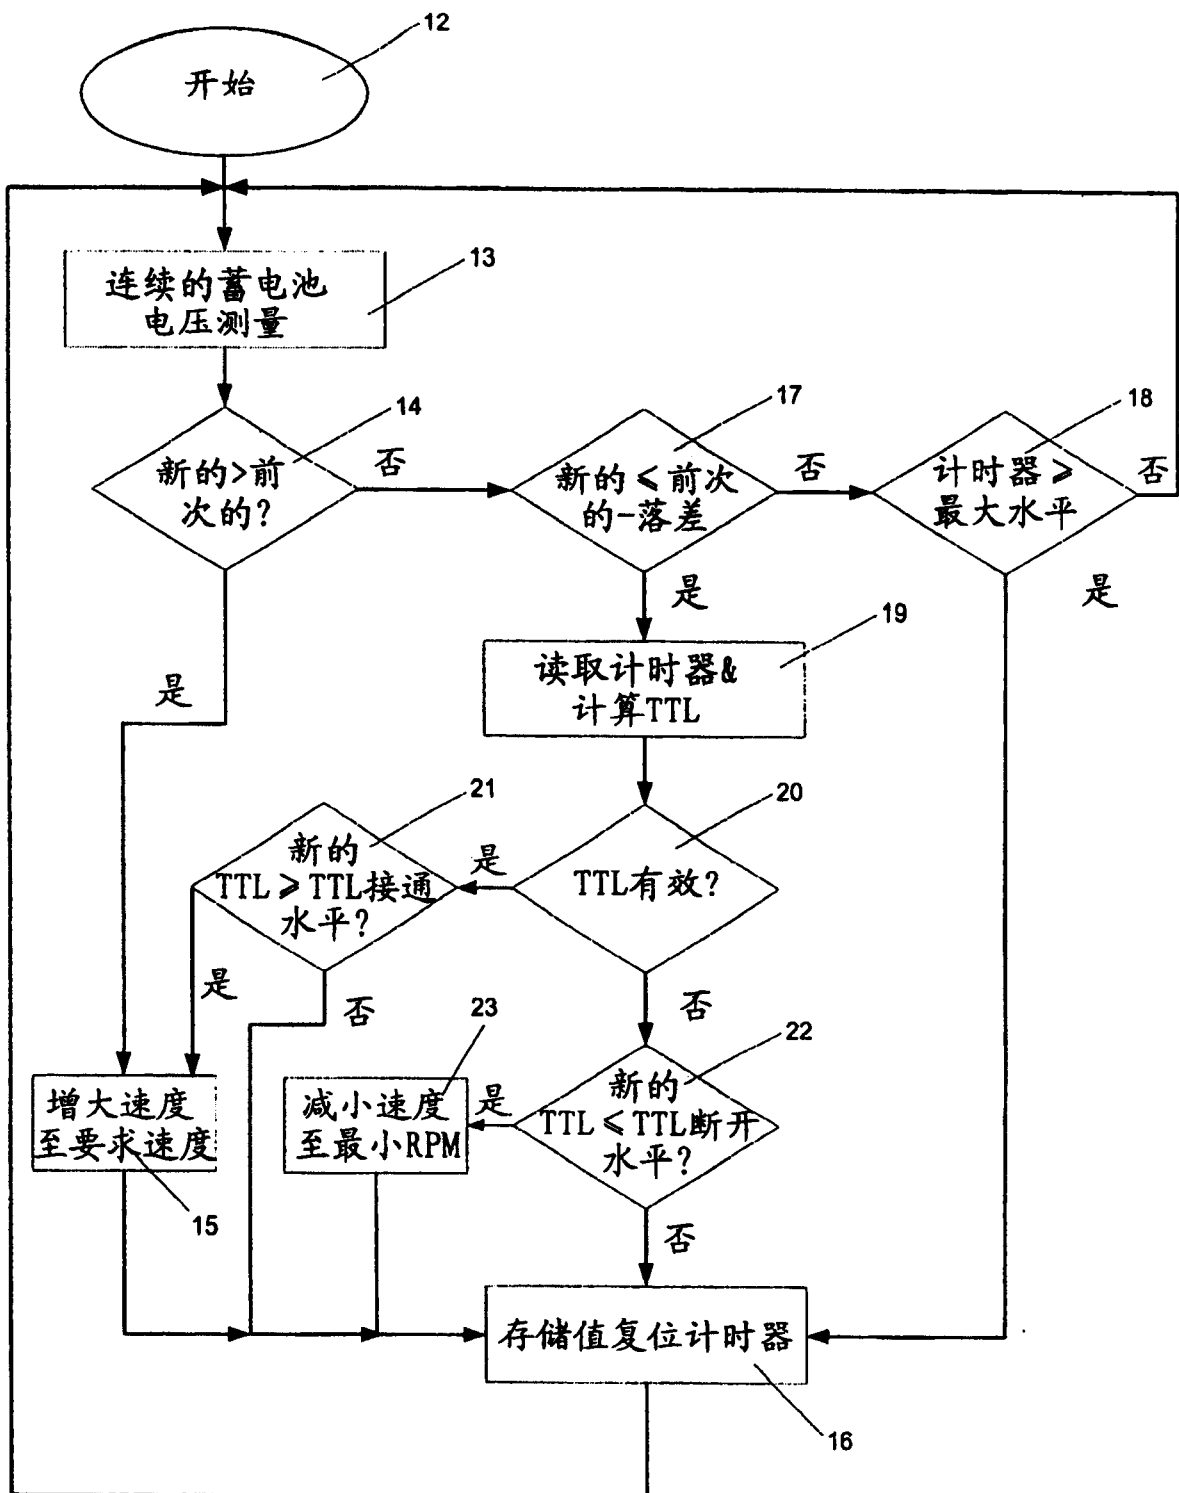 12
开始
13
连续的蓄电池
电压测量
14
新的>前
次的?
否
17
新的≤前次
的-落差
否
18
计时器≥
最大水平
否
是
是
是
19
读取计时器&
计算TTL
20
TTL有效?
是
21
新的
TTL≥TTL接通
水平?
是
否
否
22
新的
TTL≤TTL断开
水平?
是
23
减小速度
至最小RPM
增大速度
至要求速度
15
否
存储值复位计时器
16